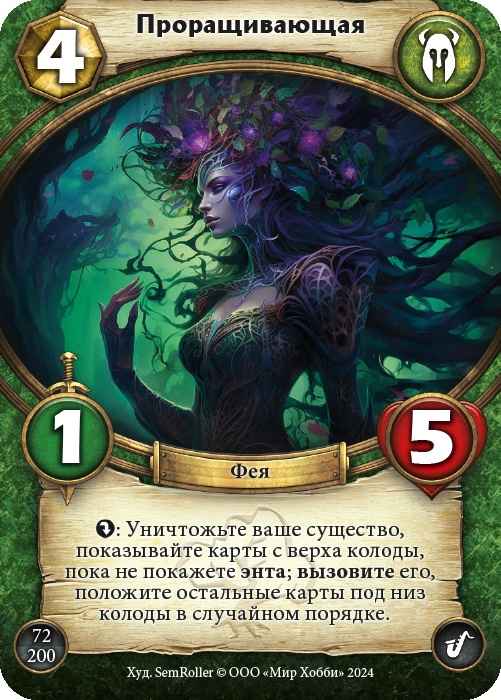 Проращивающая
4
1
5
Фея
: Уничтожьте ваше существо,
показывайте карты с верха колоды,
пока не покажете энта; вызовите его,
положите остальные карты под низ
колоды в случайном порядке.
72
200
Худ. SemRoller © ООО «Мир Хобби» 2024